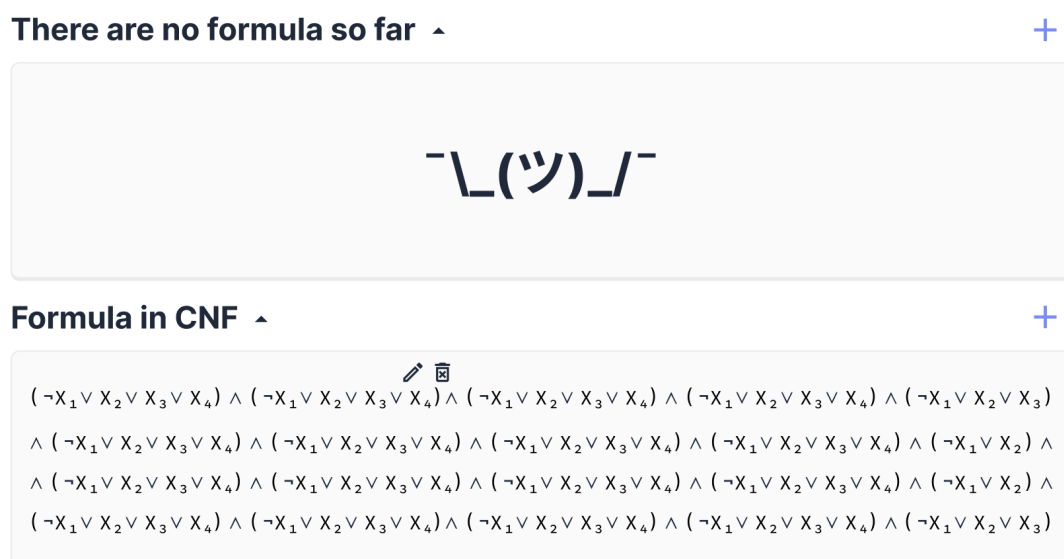 There are no formula so far
¯\_(ツ)_/¯
Formula in CNF
(¬X₁∨ X₂∨ X₃∨ X₄) ∧ (¬X₁∨ X₂∨ X₃∨ X₄)∧ (¬X₁∨ X₂∨ X₃∨ X₄) ∧ (¬X₁∨ X₂∨ X₃∨ X₄) ∧ (¬X₁∨ X₂∨ X₃)
∧ (¬X₁∨ X₂∨ X₃∨ X₄) ∧ (¬X₁∨ X₂∨ X₃∨ X₄) ∧ (¬X₁∨ X₂∨ X₃∨ X₄) ∧ (¬X₁∨ X₂∨ X₃∨ X₄) ∧ (¬X₁∨ X₂) ∧
∧ (¬X₁∨ X₂∨ X₃∨ X₄) ∧ (¬X₁∨ X₂∨ X₃∨ X₄) ∧ (¬X₁∨ X₂∨ X₃∨ X₄) ∧ (¬X₁∨ X₂∨ X₃∨ X₄) ∧ (¬X₁∨ X₂) ∧
(¬X₁∨ X₂∨ X₃∨ X₄) ∧ (¬X₁∨ X₂∨ X₃∨ X₄)∧ (¬X₁∨ X₂∨ X₃∨ X₄) ∧ (¬X₁∨ X₂∨ X₃∨ X₄) ∧ (¬X₁∨ X₂∨ X₃)